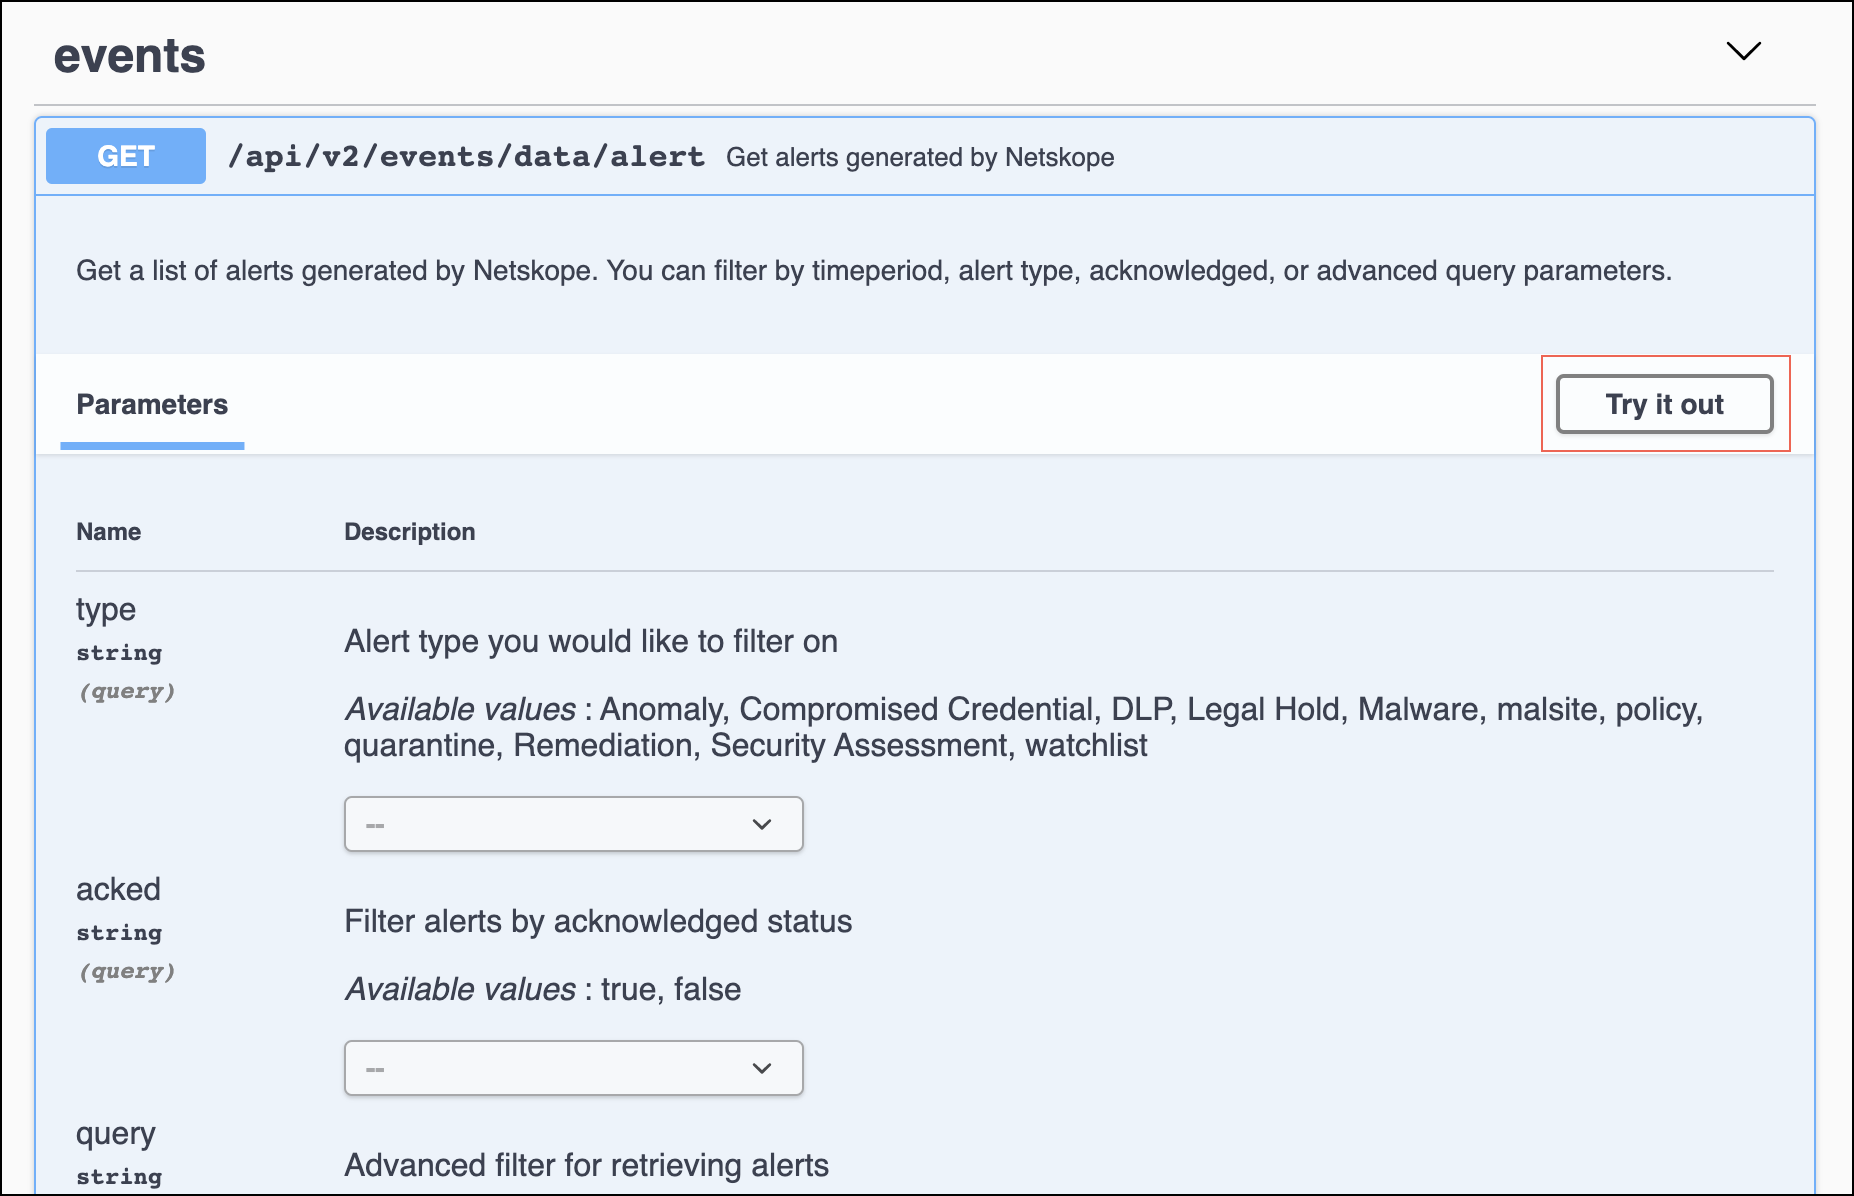 events
GET /api/v2/events/data/alert Get alerts generated by Netskope
Get a list of alerts generated by Netskope. You can filter by timeperiod, alert type, acknowledged, or advanced query parameters.
Parameters
Try it out
Name Description
type
string
(query)
Alert type you would like to filter on
Available values : Anomaly, Compromised Credential, DLP, Legal Hold, Malware, malsite, policy,
quarantine, Remediation, Security Assessment, watchlist
--
acked
string
(query)
Filter alerts by acknowledged status
Available values : true, false
--
query
string
Advanced filter for retrieving alerts